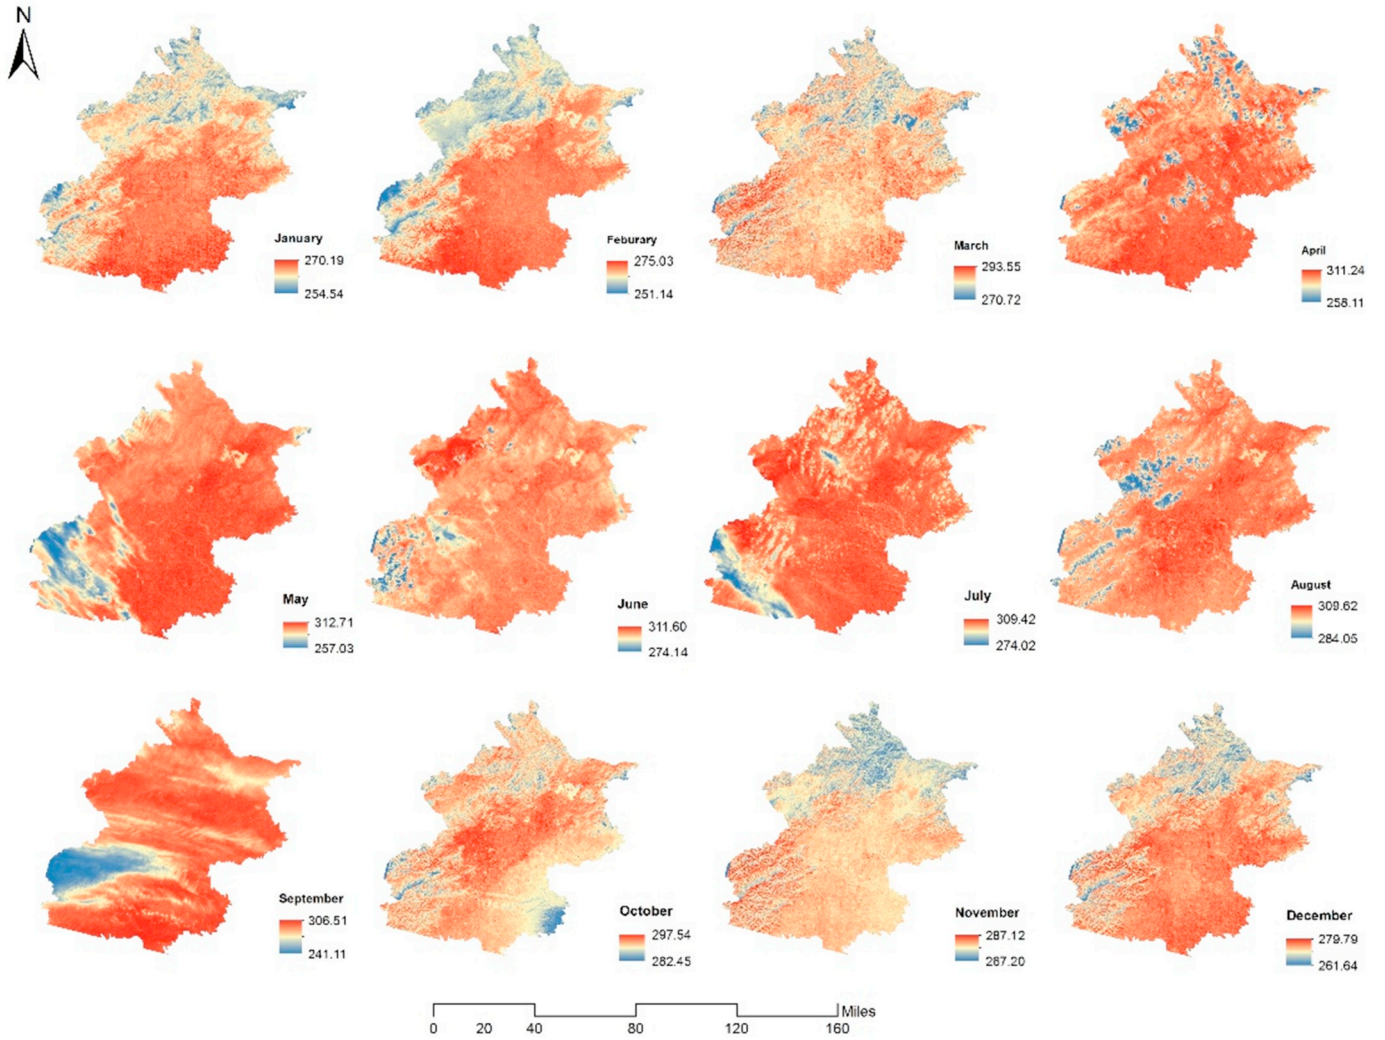 N
January
270.19
254.54
Feburary
275.03
251.14
March
293.55
270.72
April
311.24
258.11
May
312.71
257.03
June
311.60
274.14
July
309.42
274.02
August
309.62
284.05
September
306.51
241.11
October
297.54
282.45
November
287.12
287.20
December
279.79
261.64
Miles
0 20 40 80 120 160